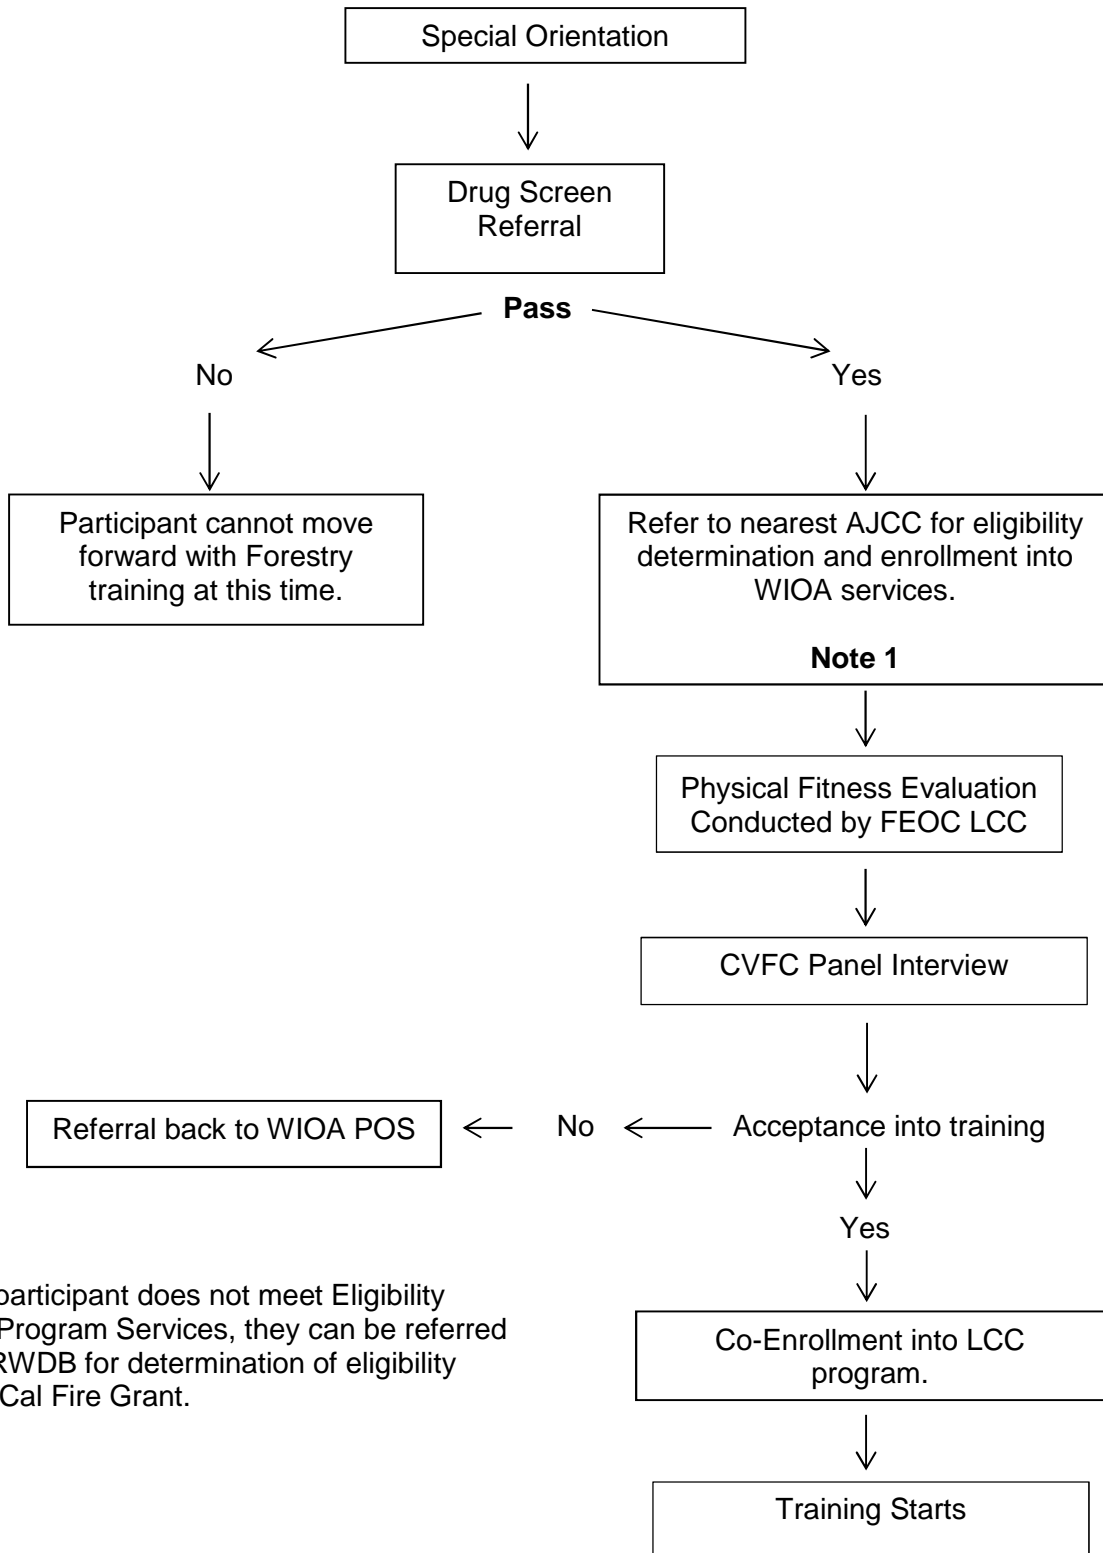 Special Orientation
Drug Screen
Referral
Pass
No
Yes
Participant cannot move
forward with Forestry
training at this time.
Refer to nearest AJCC for eligibility
determination and enrollment into
WIOA services.
Note 1
Physical Fitness Evaluation
Conducted by FEOC LCC
CVFC Panel Interview
Referral back to WIOA POS
No
Acceptance into training
Yes
participant does not meet Eligibility
Program Services, they can be referred
RWDB for determination of eligibility
Cal Fire Grant.
Co-Enrollment into LCC
program.
Training Starts